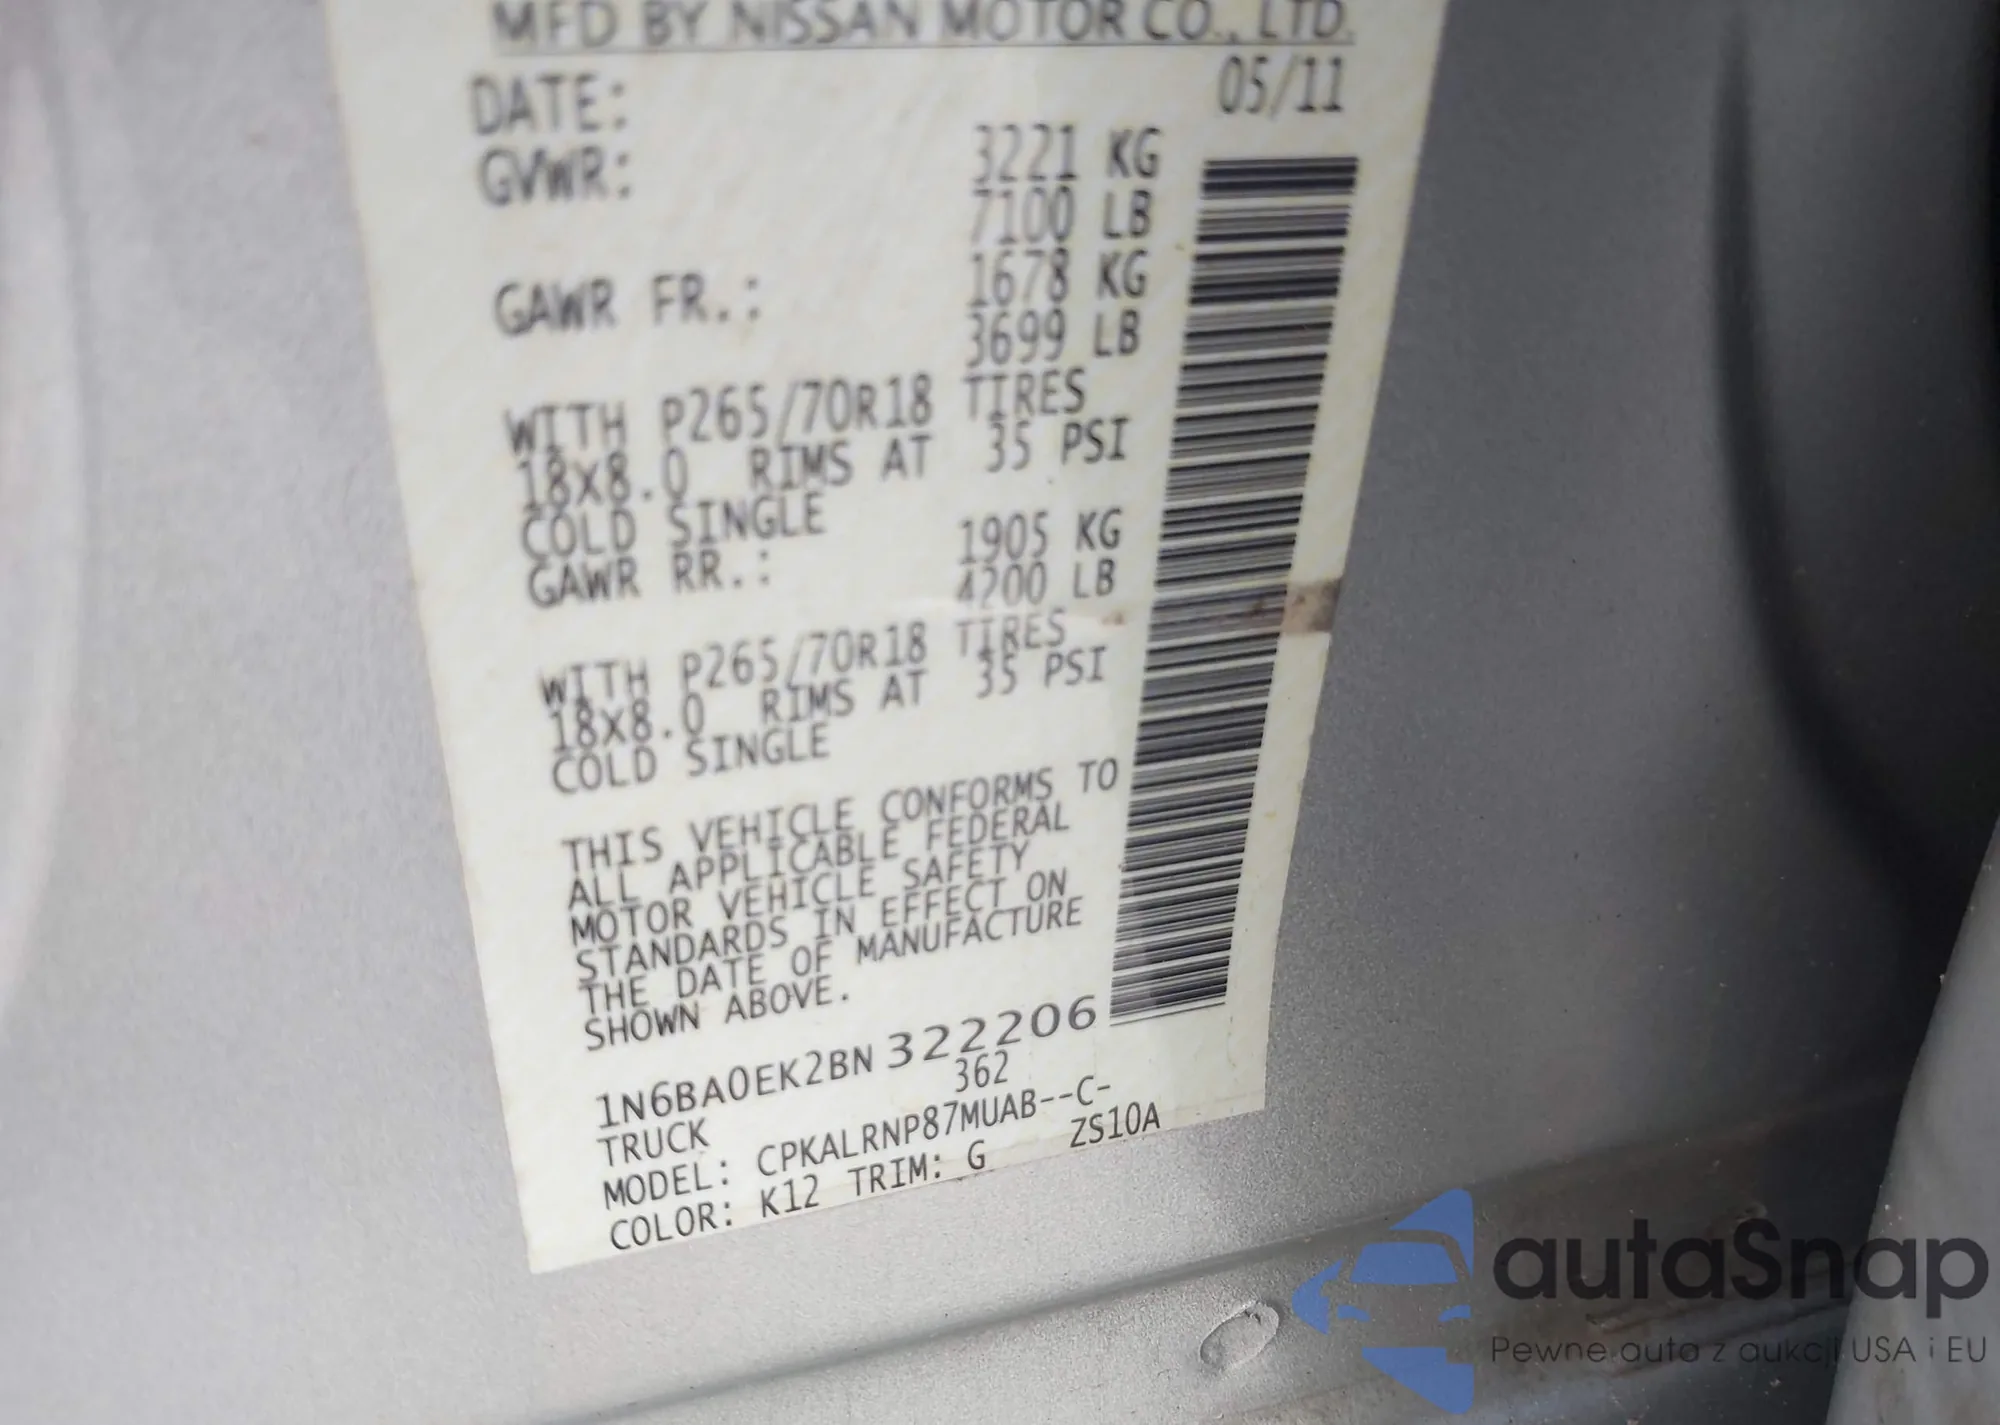 MFD BY NISSAN MOTOR CO., LTD.
DATE: 05/11
GVWR: 3221 KG
7100 LB
GAWR FR.: 1678 KG
3699 LB
WITH P265/70R18 TIRES
18X8.0 RIMS AT 35 PSI
COLD SINGLE
GAWR RR.: 1905 KG
4200 LB
WITH P265/70R18 TIRES
18X8.0 RIMS AT 35 PSI
COLD SINGLE
THIS VEHICLE CONFORMS TO
ALL APPLICABLE FEDERAL
MOTOR VEHICLE SAFETY
STANDARDS IN EFFECT ON
THE DATE OF MANUFACTURE
SHOWN ABOVE.
1N6BA0EK2BN 322206
TRUCK 362
MODEL: CPKALRNP87MUAB--C-
COLOR: K12 TRIM: G ZS10A
autaSnap
Pewne auto z aukcji USA i EU